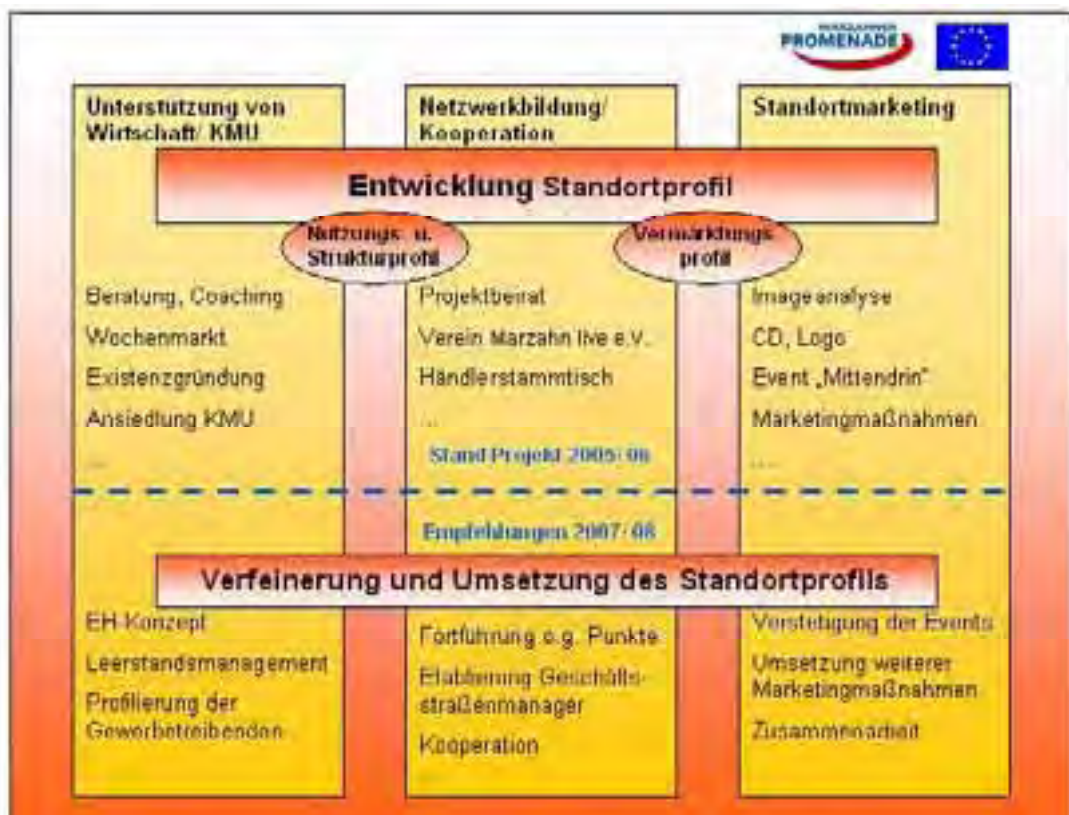 MARZAHNER
PROMENADE
Unterstützung von
Wirtschaft/ KMU
Netzwerkbildung/
Kooperation
Standortmarketing
Entwicklung Standortprofil
Nutzungs- u.
Strukturprofil
Vermarktungs
profil
Beratung, Coaching
Wochenmarkt
Existenzgründung
Ansiedlung KMU
...
Projektbeirat
Verein Marzahn live e.V.
Händlerstammtisch
...
Imageanalyse
CD, Logo
Event „Mittendrin"
Marketingmaßnahmen
....
Stand Projekt 2005/06
Empfehlungen 2007/08
Verfeinerung und Umsetzung des Standortprofils
EH-Konzept
Leerstandsmanagement
Profilierung der
Gewerbetreibenden
Fortführung o.g. Punkte
Etablierung Geschäfts-
straßenmanager
Kooperation
Verstetigung der Events
Umsetzung weiterer
Marketingmaßnahmen
Zusammenarbeit